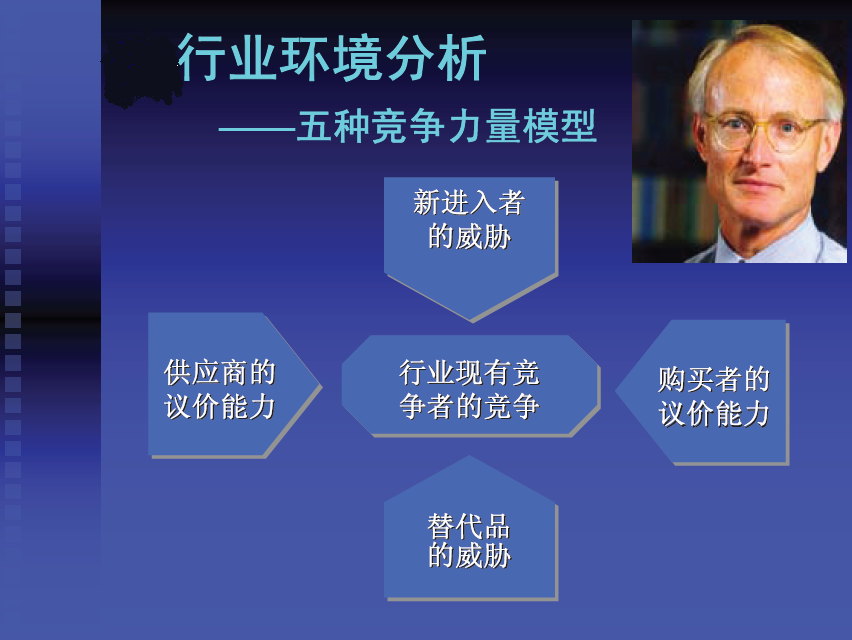 行业环境分析
——五种竞争力量模型
新进入者
的威胁
供应商的
议价能力
行业现有竞
争者的竞争
购买者的
议价能力
替代品
的威胁